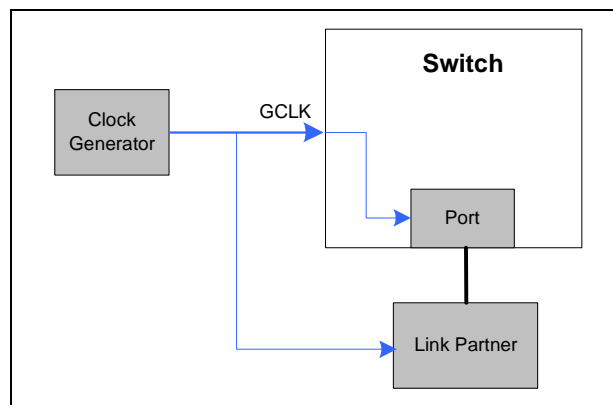 Switch
GCLK
Clock
Generator
Port
Link Partner